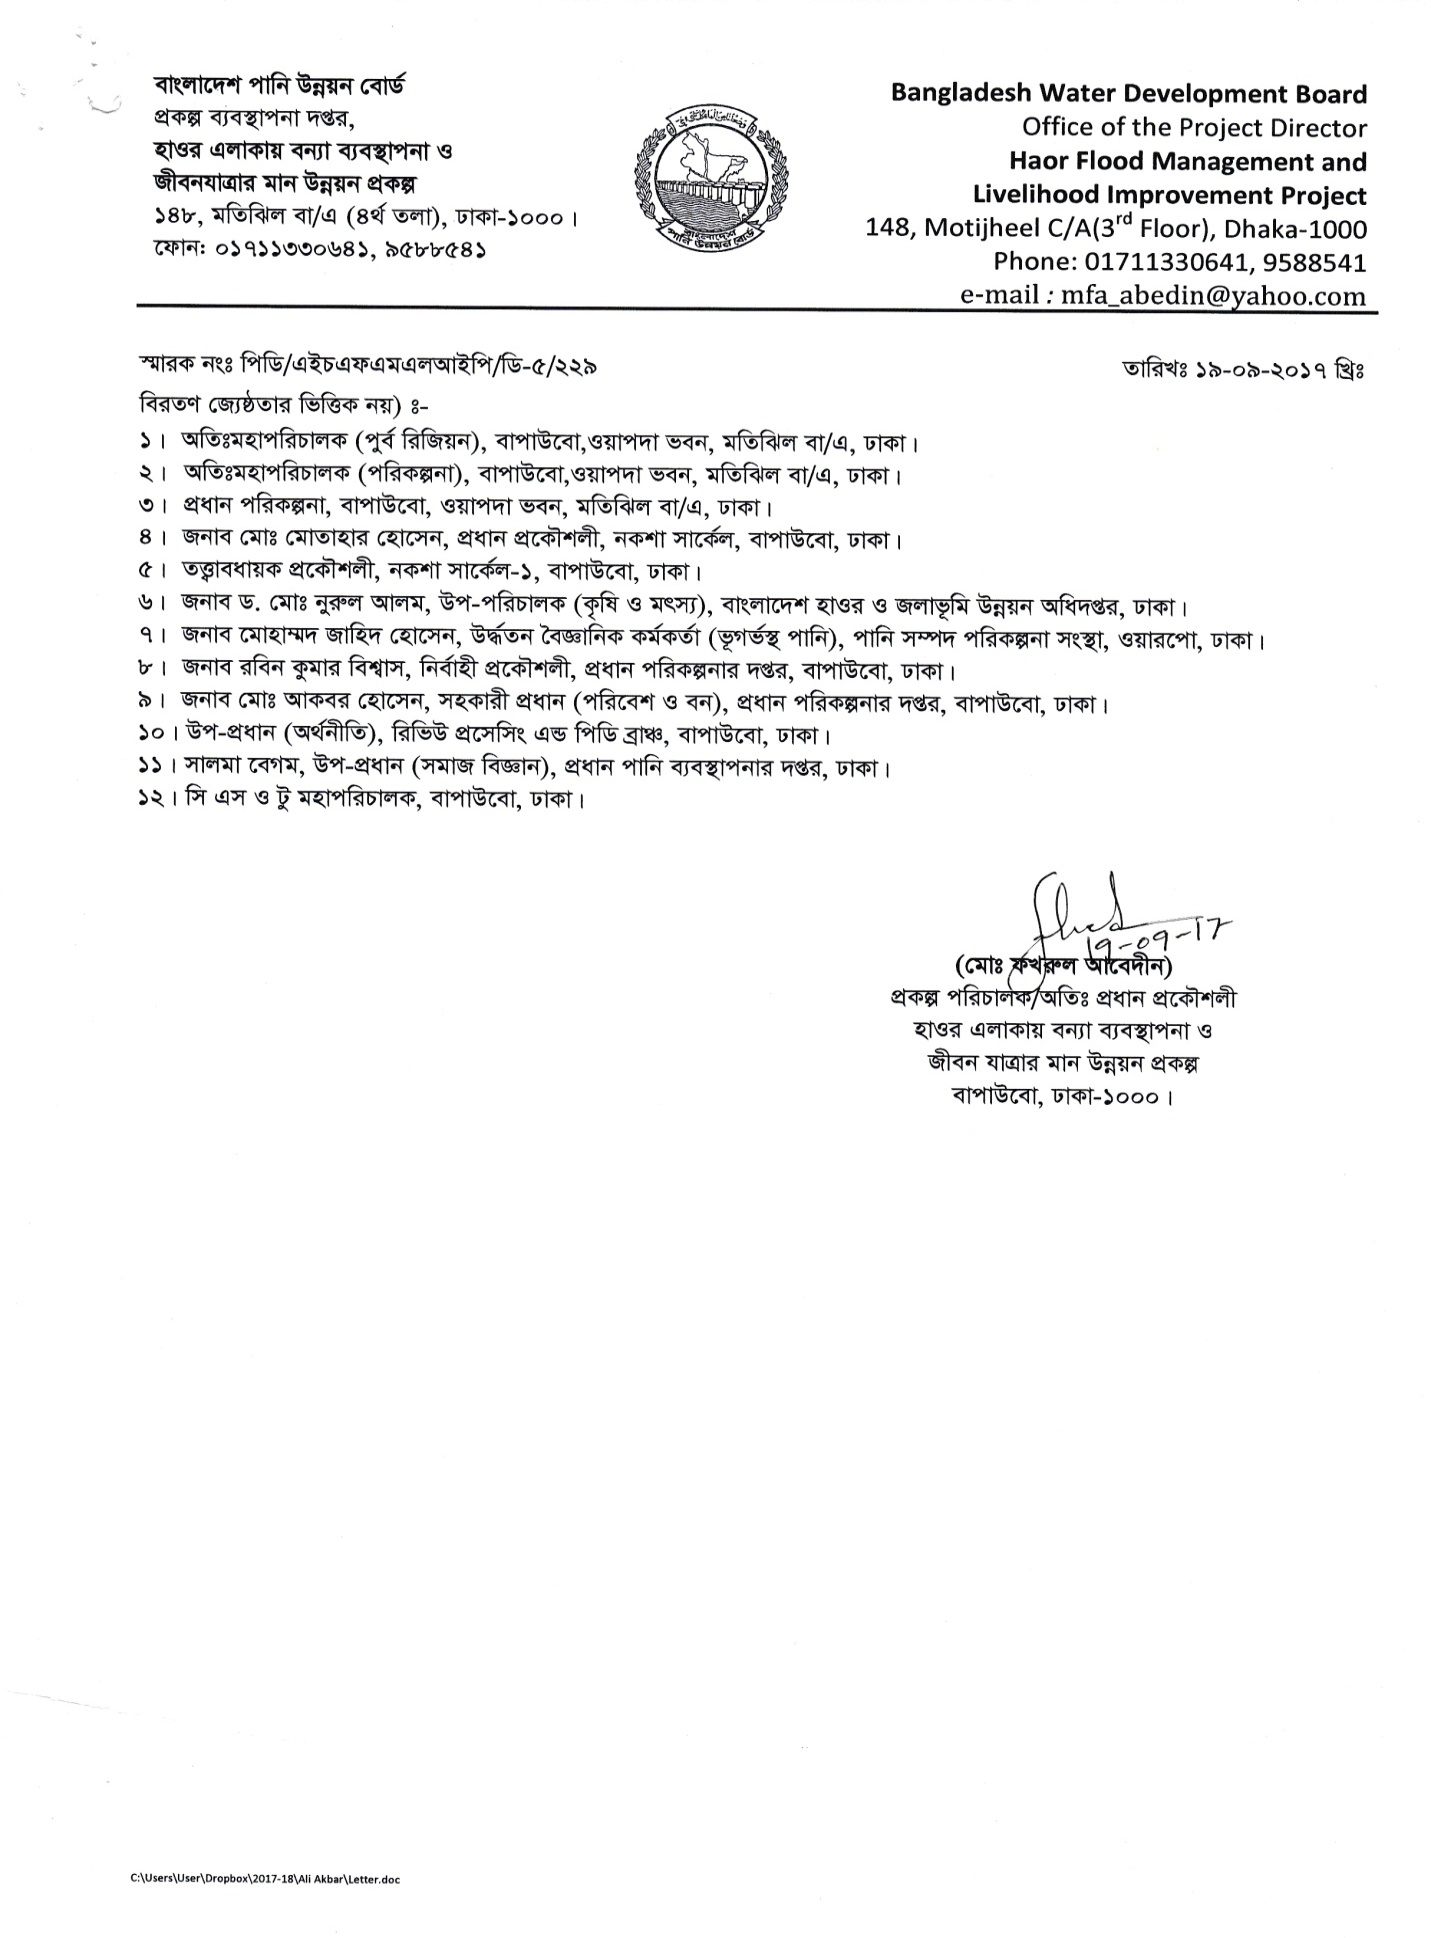 বাংলাদেশ পানি উন্নয়ন বোর্ড
প্রকল্প ব্যবস্থাপনা দপ্তর,
হাওর এলাকায় বন্যা ব্যবস্থাপনা ও
জীবনযাত্রার মান উন্নয়ন প্রকল্প
১৪৮, মতিঝিল বা/এ (৪র্থ তলা), ঢাকা-১০০০।
ফোনঃ ০১৭১১৩৩০৬৪১, ৯৫৮৮৫৪১
বাংলাদেশ
পানি উন্নয়ন বোর্ড
Bangladesh Water Development Board
Office of the Project Director
Haor Flood Management and
Livelihood Improvement Project
148, Motijheel C/A(3rd Floor), Dhaka-1000
Phone: 01711330641, 9588541
e-mail : mfa_abedin@yahoo.com
স্মারক নংঃ পিডি/এইচএফএমএলআইপি/ডি-৫/২২৯ তারিখঃ ১৯-০৯-২০১৭ খ্রিঃ
বিরতণ জ্যেষ্ঠতার ভিত্তিক নয়) ঃ-
১। অতিঃমহাপরিচালক (পুর্ব রিজিয়ন), বাপাউবো,ওয়াপদা ভবন, মতিঝিল বা/এ, ঢাকা।
২। অতিঃমহাপরিচালক (পরিকল্পনা), বাপাউবো,ওয়াপদা ভবন, মতিঝিল বা/এ, ঢাকা।
৩। প্রধান পরিকল্পনা, বাপাউবো, ওয়াপদা ভবন, মতিঝিল বা/এ, ঢাকা।
৪। জনাব মোঃ মোতাহার হোসেন, প্রধান প্রকৌশলী, নকশা সার্কেল, বাপাউবো, ঢাকা।
৫। তত্ত্বাবধায়ক প্রকৌশলী, নকশা সার্কেল-১, বাপাউবো, ঢাকা।
৬। জনাব ড. মোঃ নুরুল আলম, উপ-পরিচালক (কৃষি ও মৎস্য), বাংলাদেশ হাওর ও জলাভূমি উন্নয়ন অধিদপ্তর, ঢাকা।
৭। জনাব মোহাম্মদ জাহিদ হোসেন, উর্দ্ধতন বৈজ্ঞানিক কর্মকর্তা (ভূগর্ভস্থ পানি), পানি সম্পদ পরিকল্পনা সংস্থা, ওয়ারপো, ঢাকা।
৮। জনাব রবিন কুমার বিশ্বাস, নির্বাহী প্রকৌশলী, প্রধান পরিকল্পনার দপ্তর, বাপাউবো, ঢাকা।
৯। জনাব মোঃ আকবর হোসেন, সহকারী প্রধান (পরিবেশ ও বন), প্রধান পরিকল্পনার দপ্তর, বাপাউবো, ঢাকা।
১০। উপ-প্রধান (অর্থনীতি), রিভিউ প্রসেসিং এন্ড পিডি ব্রাঞ্চ, বাপাউবো, ঢাকা।
১১। সালমা বেগম, উপ-প্রধান (সমাজ বিজ্ঞান), প্রধান পানি ব্যবস্থাপনার দপ্তর, ঢাকা।
১২। সি এস ও টু মহাপরিচালক, বাপাউবো, ঢাকা।
19-09-17
(মোঃ ফখরুল আবেদীন)
প্রকল্প পরিচালক/অতিঃ প্রধান প্রকৌশলী
হাওর এলাকায় বন্যা ব্যবস্থাপনা ও
জীবন যাত্রার মান উন্নয়ন প্রকল্প
বাপাউবো, ঢাকা-১০০০।
C:\Users\User\Dropbox\2017-18\Ali Akbar\Letter.doc